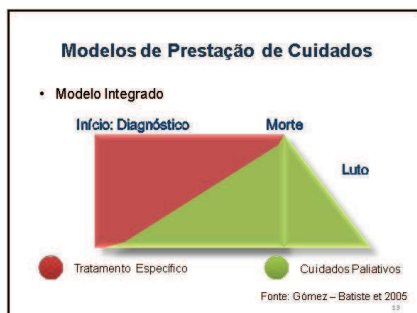 Modelos de Prestação de Cuidados
• Modelo Integrado
Início: Diagnóstico Morte
Luto
Tratamento Específico Cuidados Paliativos
Fonte: Gómez – Batiste et 2005